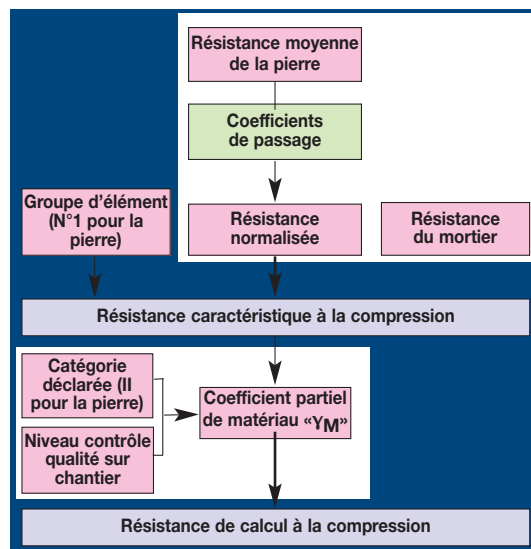 Résistance moyenne
de la pierre
Coefficients
de passage
Groupe d'élément
(N°1 pour la
pierre)
Résistance
normalisée
Résistance
du mortier
Résistance caractéristique à la compression
Catégorie
déclarée (II
pour la pierre)
Niveau contrôle
qualité sur
chantier
Coefficient partiel
de matériau «ϒM»
Résistance de calcul à la compression